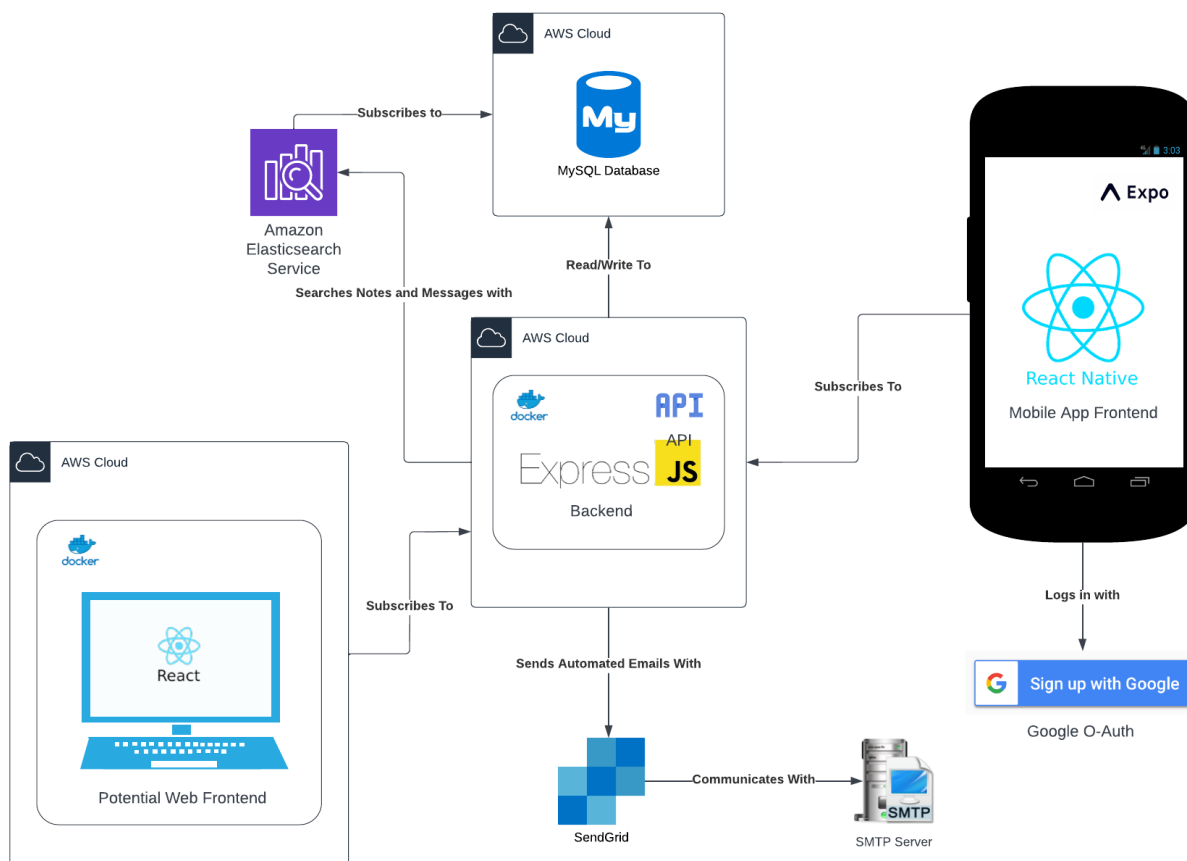 AWS Cloud
My
MySQL Database
Subscribes to
Amazon
Elasticsearch
Service
Searches Notes and Messages with
Read/Write To
3:03
Expo
React Native
Mobile App Frontend
Subscribes To
AWS Cloud
docker
API
API
Express
JS
Backend
AWS Cloud
docker
React
Potential Web Frontend
Subscribes To
Sends Automated Emails With
Logs in with
G
Sign up with Google
Google O-Auth
SendGrid
Communicates With
SMTP
SMTP Server